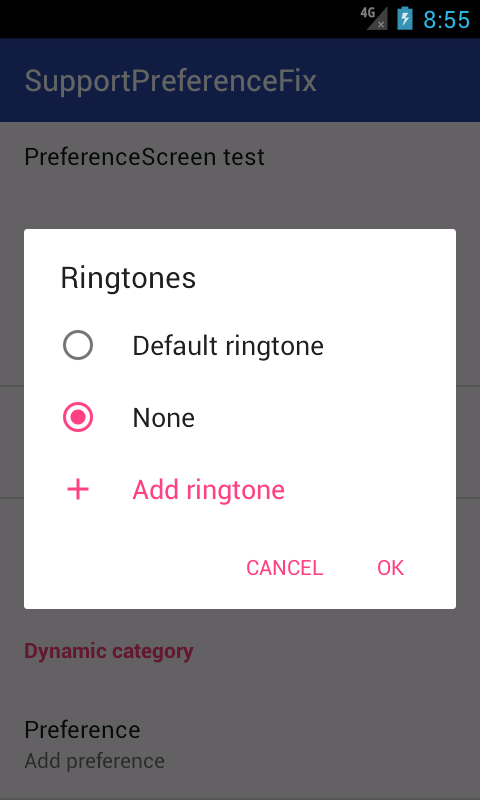 4G 8:55
SupportPreferenceFix
PreferenceScreen test
Ringtones
Default ringtone
None
Add ringtone
CANCEL OK
Dynamic category
Preference
Add preference